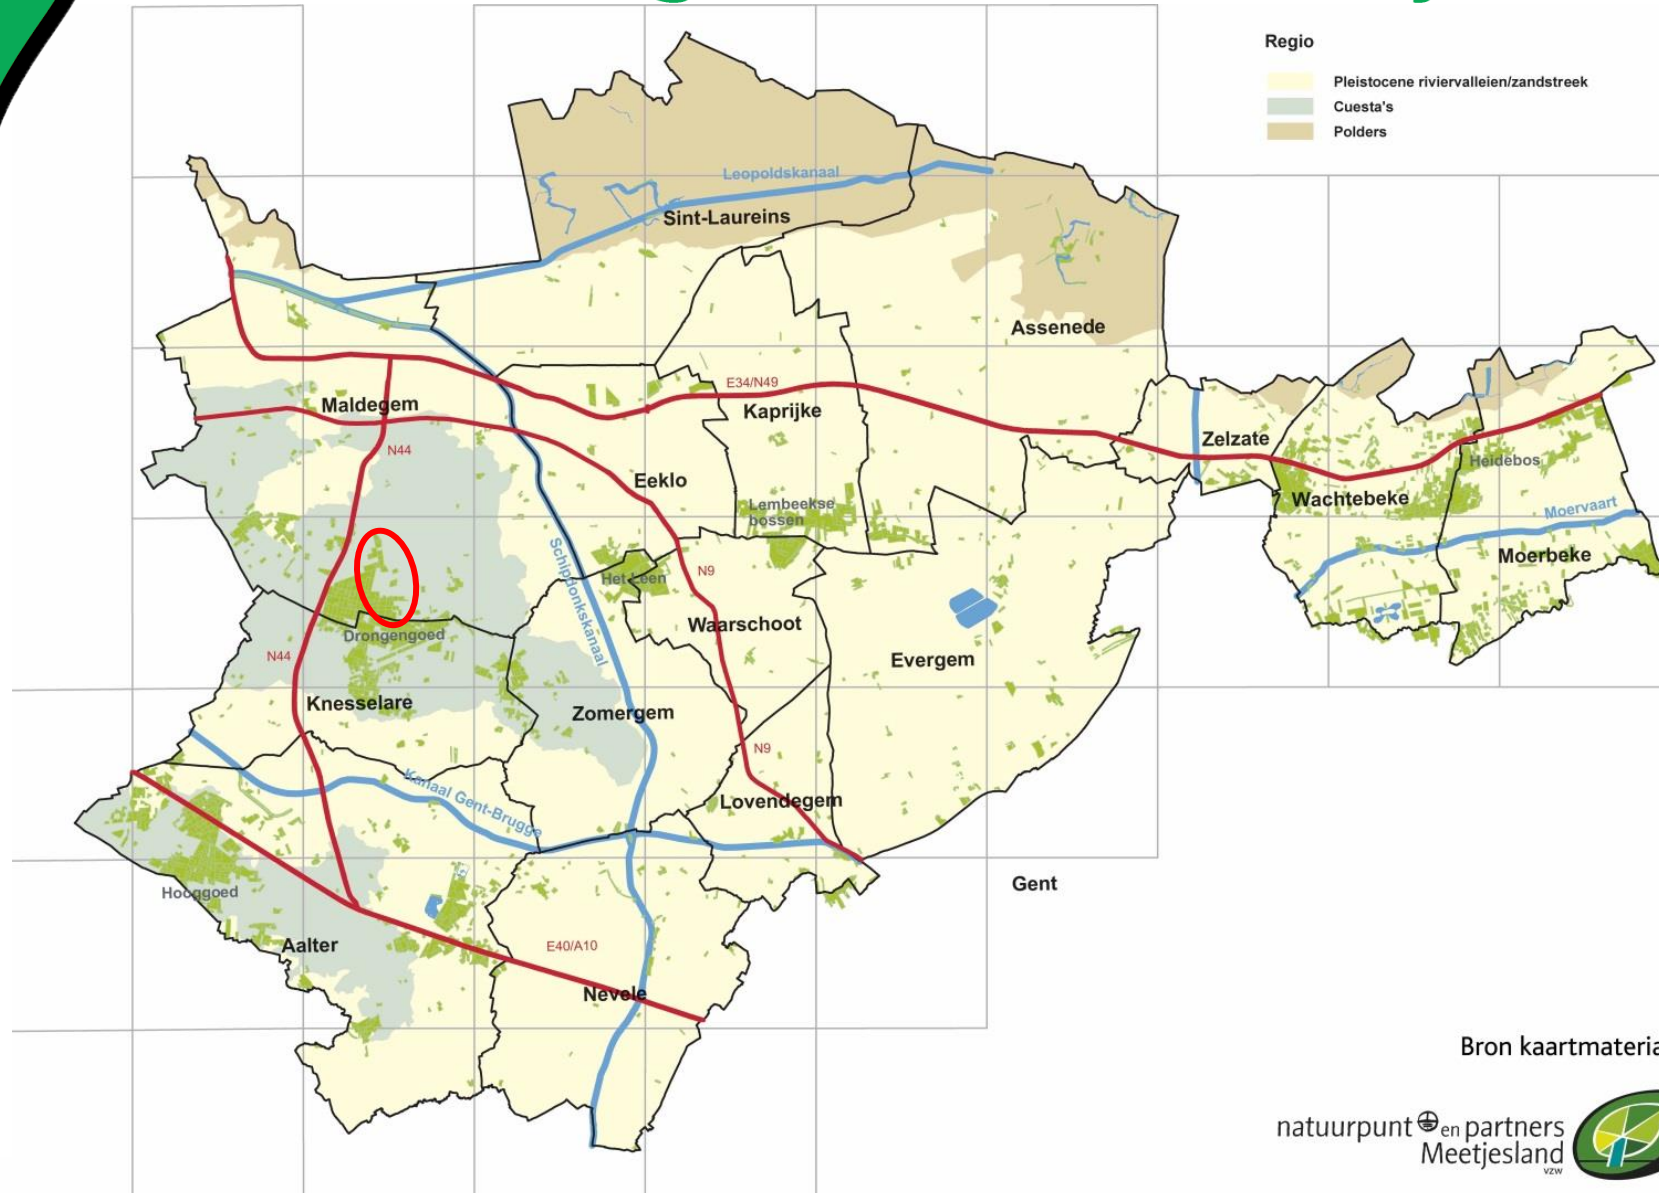 Regio
Pleistocene riviervalleien/zandstreek
Cuesta's
Polders
Leopoldskanaal
Sint-Laureins
Assenede
E34/N49
Maldegem
Kaprijke
N44
Zelzate
Heidebos
Eeklo
Wachtebeke
Lembeekse
bossen
Moervaart
Moerbeke
Schipdonkskanaal
Het Leen
N9
Waarschoot
Drongengoed
N44
Evergem
Knesselare
Zomergem
N9
Kanaal Gent-Brugge
Lovendegem
Hooggoed
Gent
Aalter
E40/A10
Nevele
Bron kaartmateria
natuurpunt en partners
Meetjesland
vzw